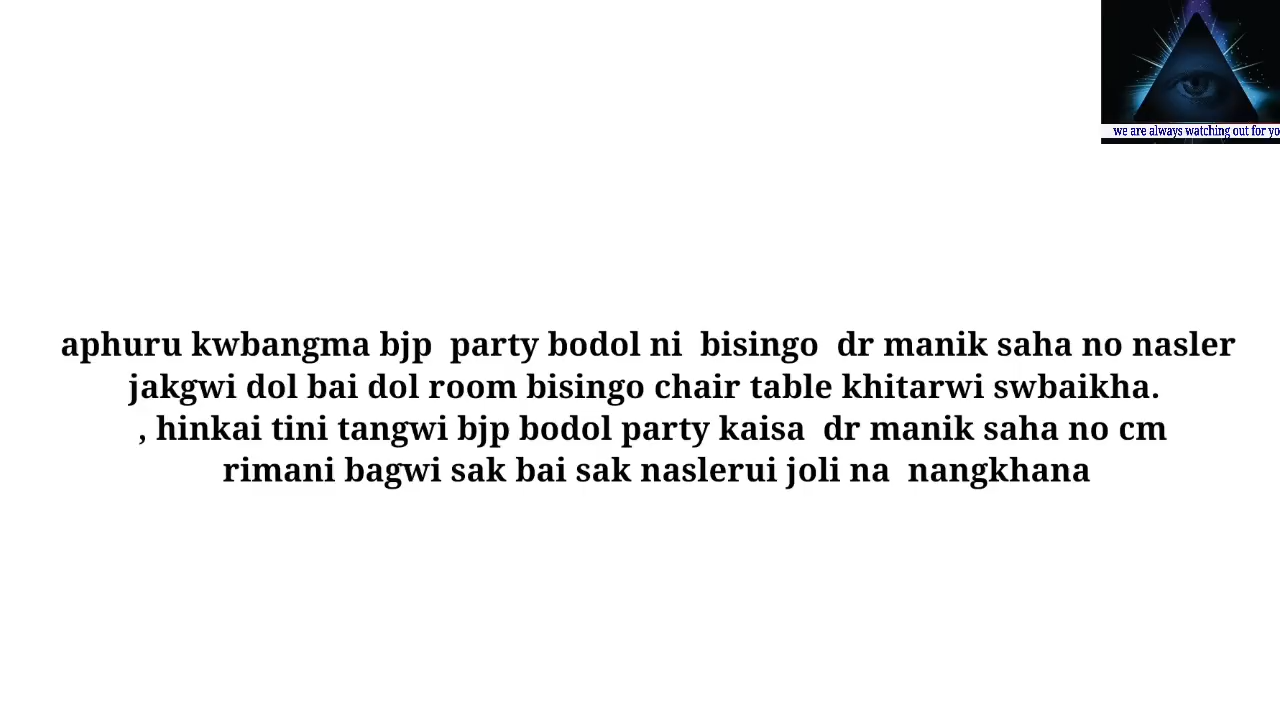 we are always watching out for yo
aphuru kwbangma bjp  party bodol ni  bisingo  dr manik saha no nasler
jakgwi dol bai dol room bisingo chair table khitarwi swbaikha.
, hinkai tini tangwi bjp bodol party kaisa  dr manik saha no cm
rimani bagwi sak bai sak naslerui joli na  nangkhana